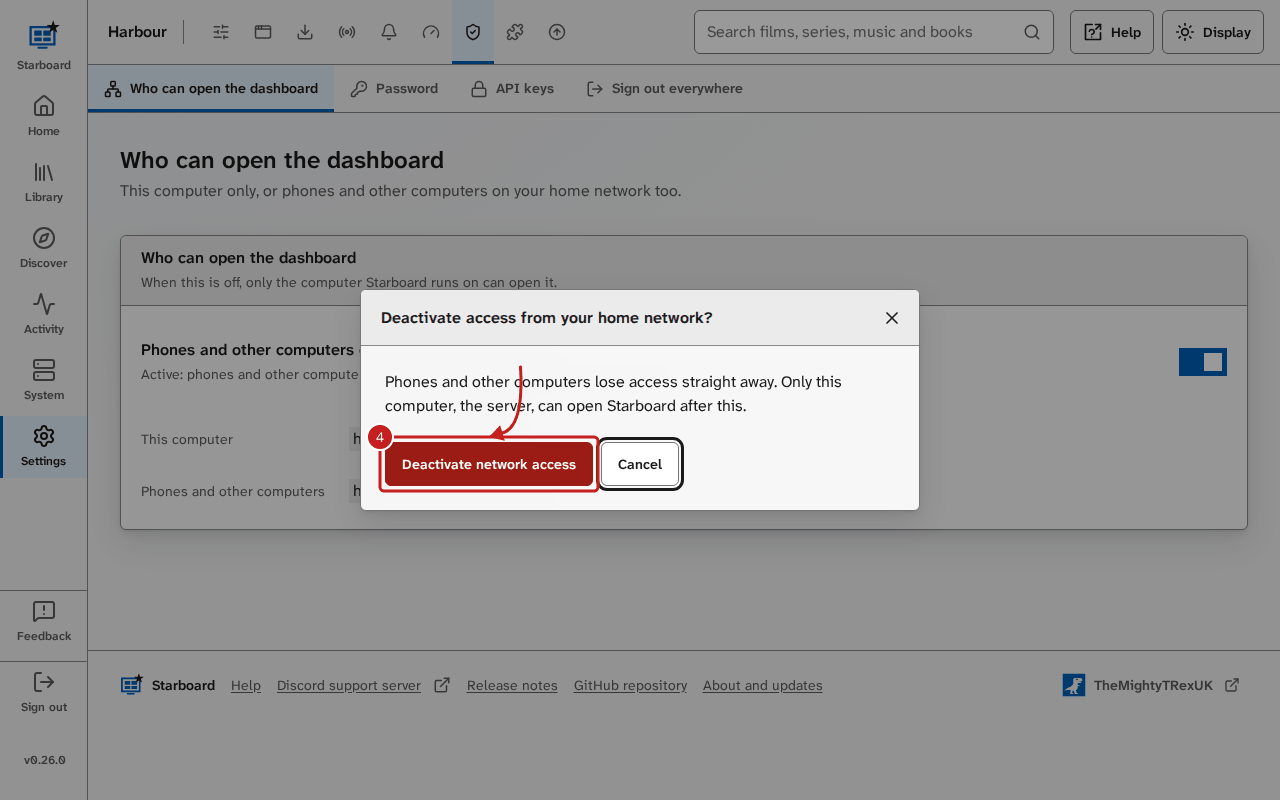 Starboard
Harbour
Search films, series, music and books
Help
Display
Home
Library
Discover
Activity
System
Settings
Feedback
Sign out
v0.26.0
Who can open the dashboard
Password
API keys
Sign out everywhere
Who can open the dashboard
This computer only, or phones and other computers on your home network too.
Who can open the dashboard
When this is off, only the computer Starboard runs on can open it.
Phones and other computers
Active: phones and other compute
This computer
h
Phones and other computers
h
Deactivate access from your home network?
Phones and other computers lose access straight away. Only this
computer, the server, can open Starboard after this.
4
Deactivate network access
Cancel
Starboard
Help
Discord support server
Release notes
GitHub repository
About and updates
TheMightyTRexUK